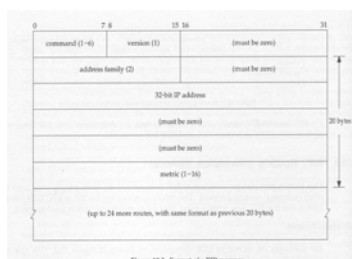 0 7 8 15 16 31
command (1-6) version (1) (must be zero)
address family (2) (must be zero)
32-bit IP address
(must be zero)
20 bytes
(must be zero)
metric (1-16)
(up to 24 more routes, with same format as previous 20 bytes)